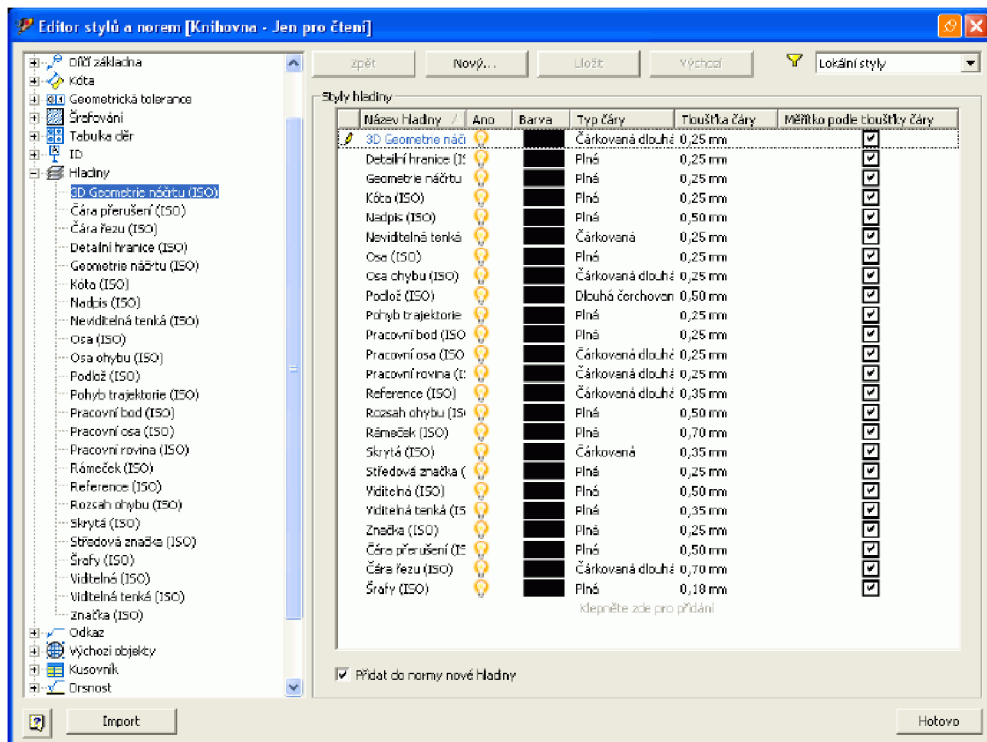 Editor stylů a norem [Knihovna - Jen pro čtení]
zpět Nový... Uložit Výchozí Lokální styly
Dílčí základna
Kóta
Geometrická tolerance
Šrafování
Tabulka děr
ID
Hladiny
3D Geometrie náčrtu (ISO)
Čára přerušení (ISO)
Čára řezu (ISO)
Detailní hranice (ISO)
Geometrie náčrtu (ISO)
Kóta (ISO)
Nadpis (ISO)
Neviditelná tenká (ISO)
Osa (ISO)
Osa ohybu (ISO)
Podlož (ISO)
Pohyb trajektorie (ISO)
Pracovní bod (ISO)
Pracovní osa (ISO)
Pracovní rovina (ISO)
Rámeček (ISO)
Reference (ISO)
Rozsah ohybu (ISO)
Skrytá (ISO)
Středová značka (ISO)
Šrafy (ISO)
Viditelná (ISO)
Viditelná tenká (ISO)
Značka (ISO)
Odkaz
Výchozí objekty
Kusovník
Drsnost
Styly hladiny
Název hladiny Ano Barva Typ čáry Tloušťka čáry Měřítko podle tloušťky čáry
3D Geometrie náč Čárkovaná dlouhá 0,25 mm
Detailní hranice (I Plná 0,25 mm
Geometrie náčrtu Plná 0,25 mm
Kóta (ISO) Plná 0,25 mm
Nadpis (ISO) Plná 0,50 mm
Neviditelná tenká Čárkovaná 0,25 mm
Osa (ISO) Plná 0,25 mm
Osa ohybu (ISO) Čárkovaná dlouhá 0,25 mm
Podlož (ISO) Dlouhá čerchovan 0,50 mm
Pohyb trajektorie Plná 0,25 mm
Pracovní bod (ISO Plná 0,25 mm
Pracovní osa (ISO Čárkovaná dlouhá 0,25 mm
Pracovní rovina (I Čárkovaná dlouhá 0,25 mm
Reference (ISO) Čárkovaná dlouhá 0,35 mm
Rozsah ohybu (IS Plná 0,50 mm
Rámeček (ISO) Plná 0,70 mm
Skrytá (ISO) Čárkovaná 0,35 mm
Středová značka ( Plná 0,25 mm
Viditelná (ISO) Plná 0,50 mm
Viditelná tenká (IS Plná 0,35 mm
Značka (ISO) Plná 0,25 mm
Čára přerušení (IS Plná 0,50 mm
Čára řezu (ISO) Čárkovaná dlouhá 0,70 mm
Šrafy (ISO) Plná 0,18 mm
Klepněte zde pro přidání
Přidat do normy nové hladiny
Import Hotovo